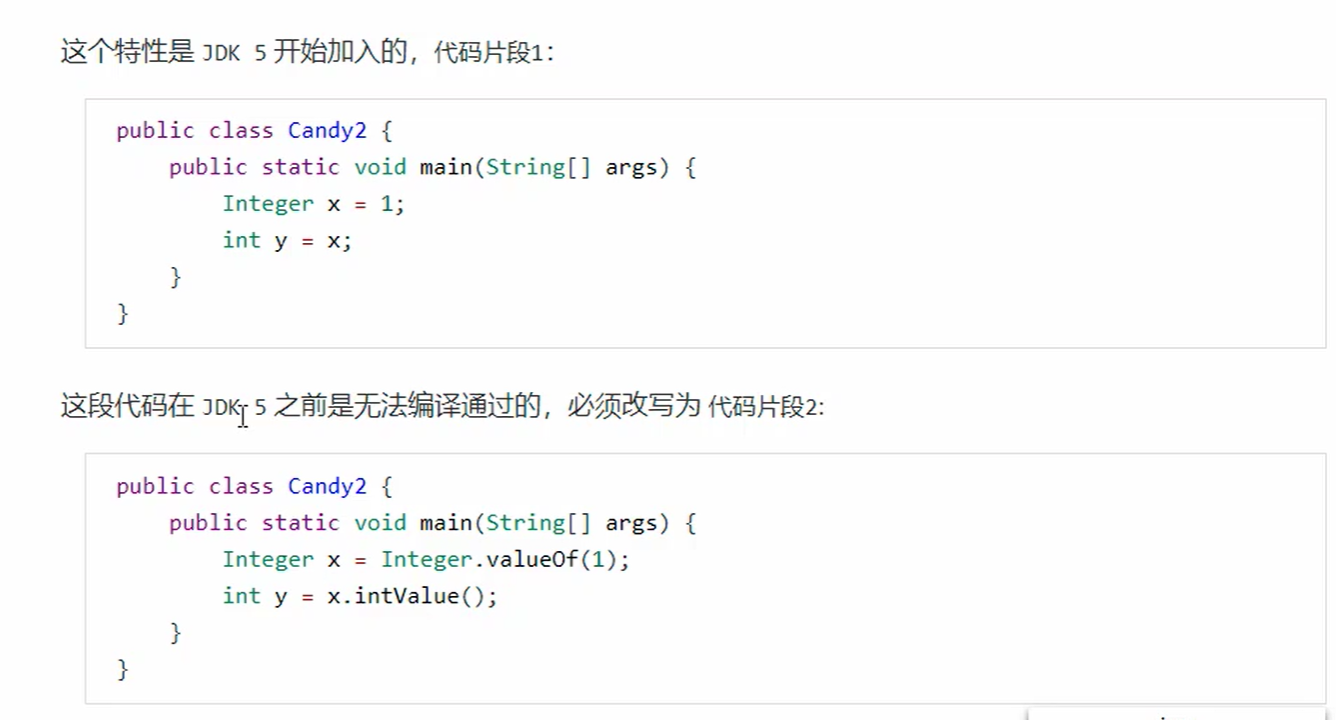 这个特性是 JDK 5 开始加入的，代码片段1：
public class Candy2 {
    public static void main(String[] args) {
        Integer x = 1;
        int y = x;
    }
}
这段代码在 JDK 5 之前是无法编译通过的，必须改写为 代码片段2:
public class Candy2 {
    public static void main(String[] args) {
        Integer x = Integer.valueOf(1);
        int y = x.intValue();
    }
}